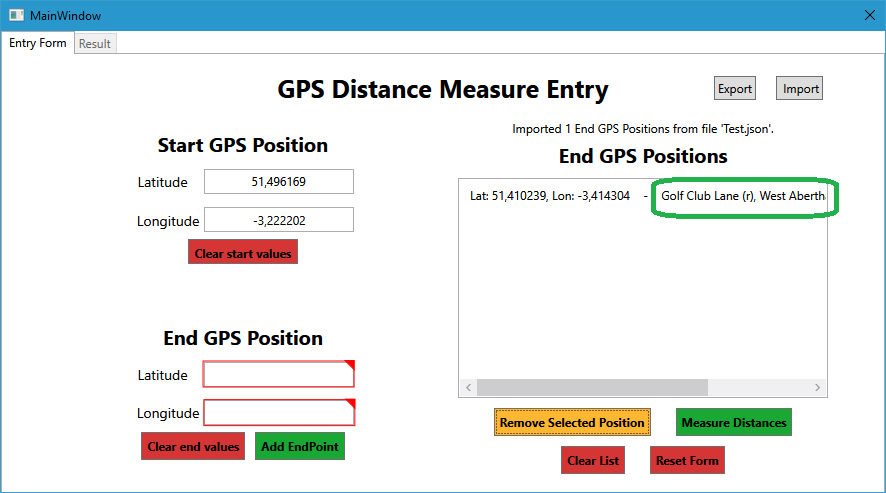 MainWindow
Entry Form
Result
GPS Distance Measure Entry
Export
Import
Imported 1 End GPS Positions from file 'Test.json'.
Start GPS Position
Latitude
51,496169
Longitude
-3,222202
Clear start values
End GPS Position
Latitude
Longitude
Clear end values
Add EndPoint
End GPS Positions
Lat: 51,410239, Lon: -3,414304 - Golf Club Lane (r), West Aberth
Remove Selected Position
Measure Distances
Clear List
Reset Form